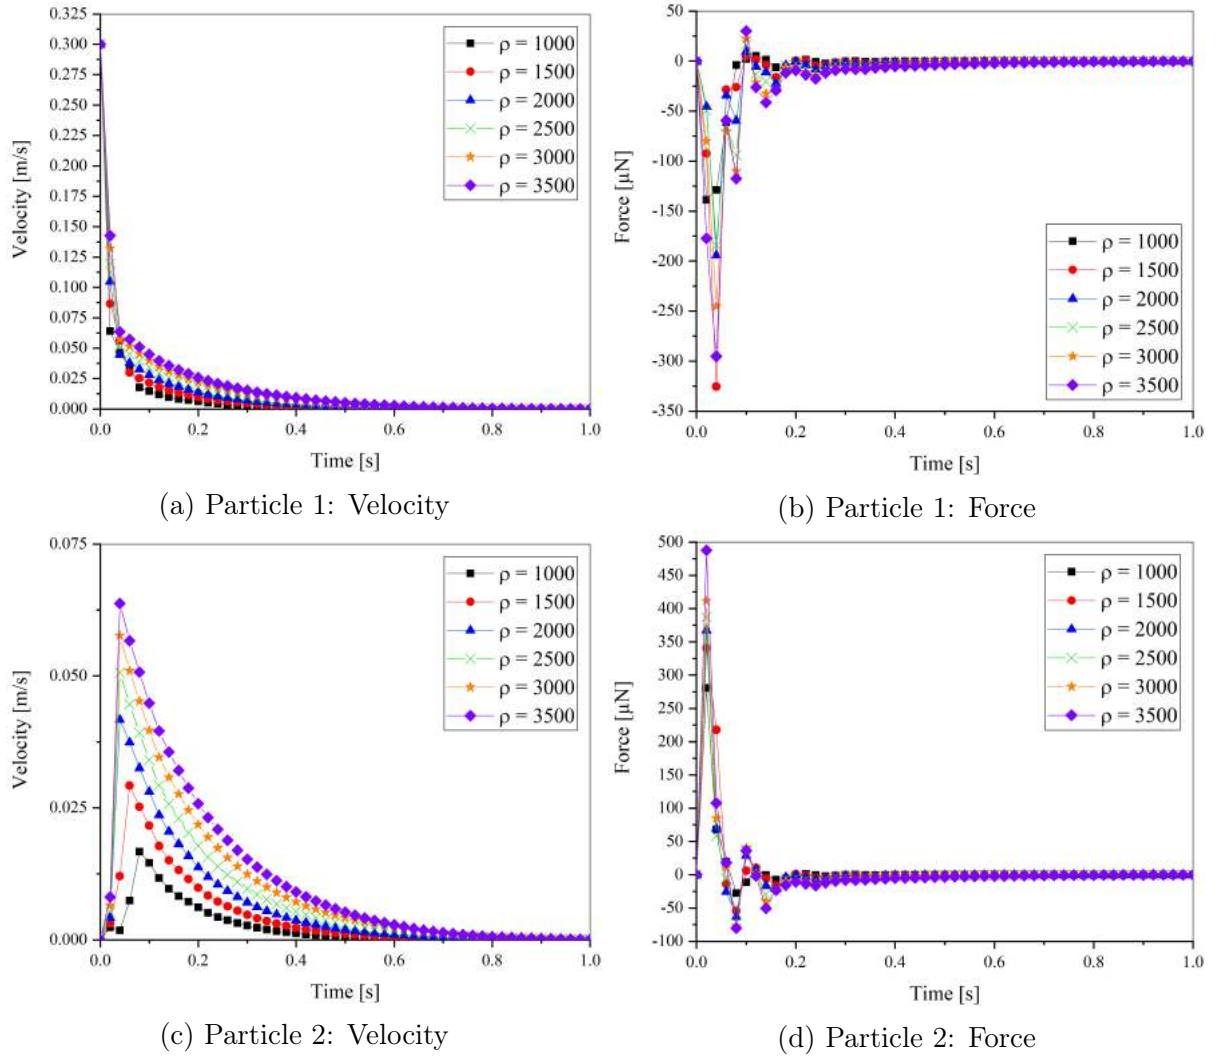 0.325
0.300
0.275
0.250
0.225
0.200
0.175
0.150
0.125
0.100
0.075
0.050
0.025
0.000
Velocity [m/s]
ρ = 1000
ρ = 1500
ρ = 2000
ρ = 2500
ρ = 3000
ρ = 3500
0.0 0.2 0.4 0.6 0.8 1.0
Time [s]
(a) Particle 1: Velocity
50
0
-50
-100
-150
-200
-250
-300
-350
Force [µN]
ρ = 1000
ρ = 1500
ρ = 2000
ρ = 2500
ρ = 3000
ρ = 3500
0.0 0.2 0.4 0.6 0.8 1.0
Time [s]
(b) Particle 1: Force
0.075
0.050
0.025
0.000
Velocity [m/s]
ρ = 1000
ρ = 1500
ρ = 2000
ρ = 2500
ρ = 3000
ρ = 3500
0.0 0.2 0.4 0.6 0.8 1.0
Time [s]
(c) Particle 2: Velocity
500
450
400
350
300
250
200
150
100
50
0
-50
-100
Force [µN]
ρ = 1000
ρ = 1500
ρ = 2000
ρ = 2500
ρ = 3000
ρ = 3500
0.0 0.2 0.4 0.6 0.8 1.0
Time [s]
(d) Particle 2: Force